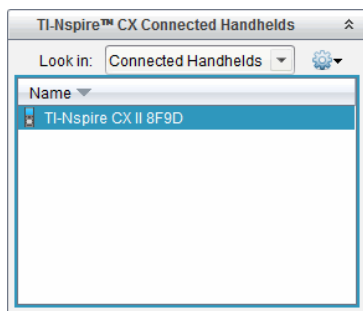 TI-Nspire™ CX Connected Handhelds
Look in: Connected Handhelds
Name
TI-Nspire CX II 8F9D